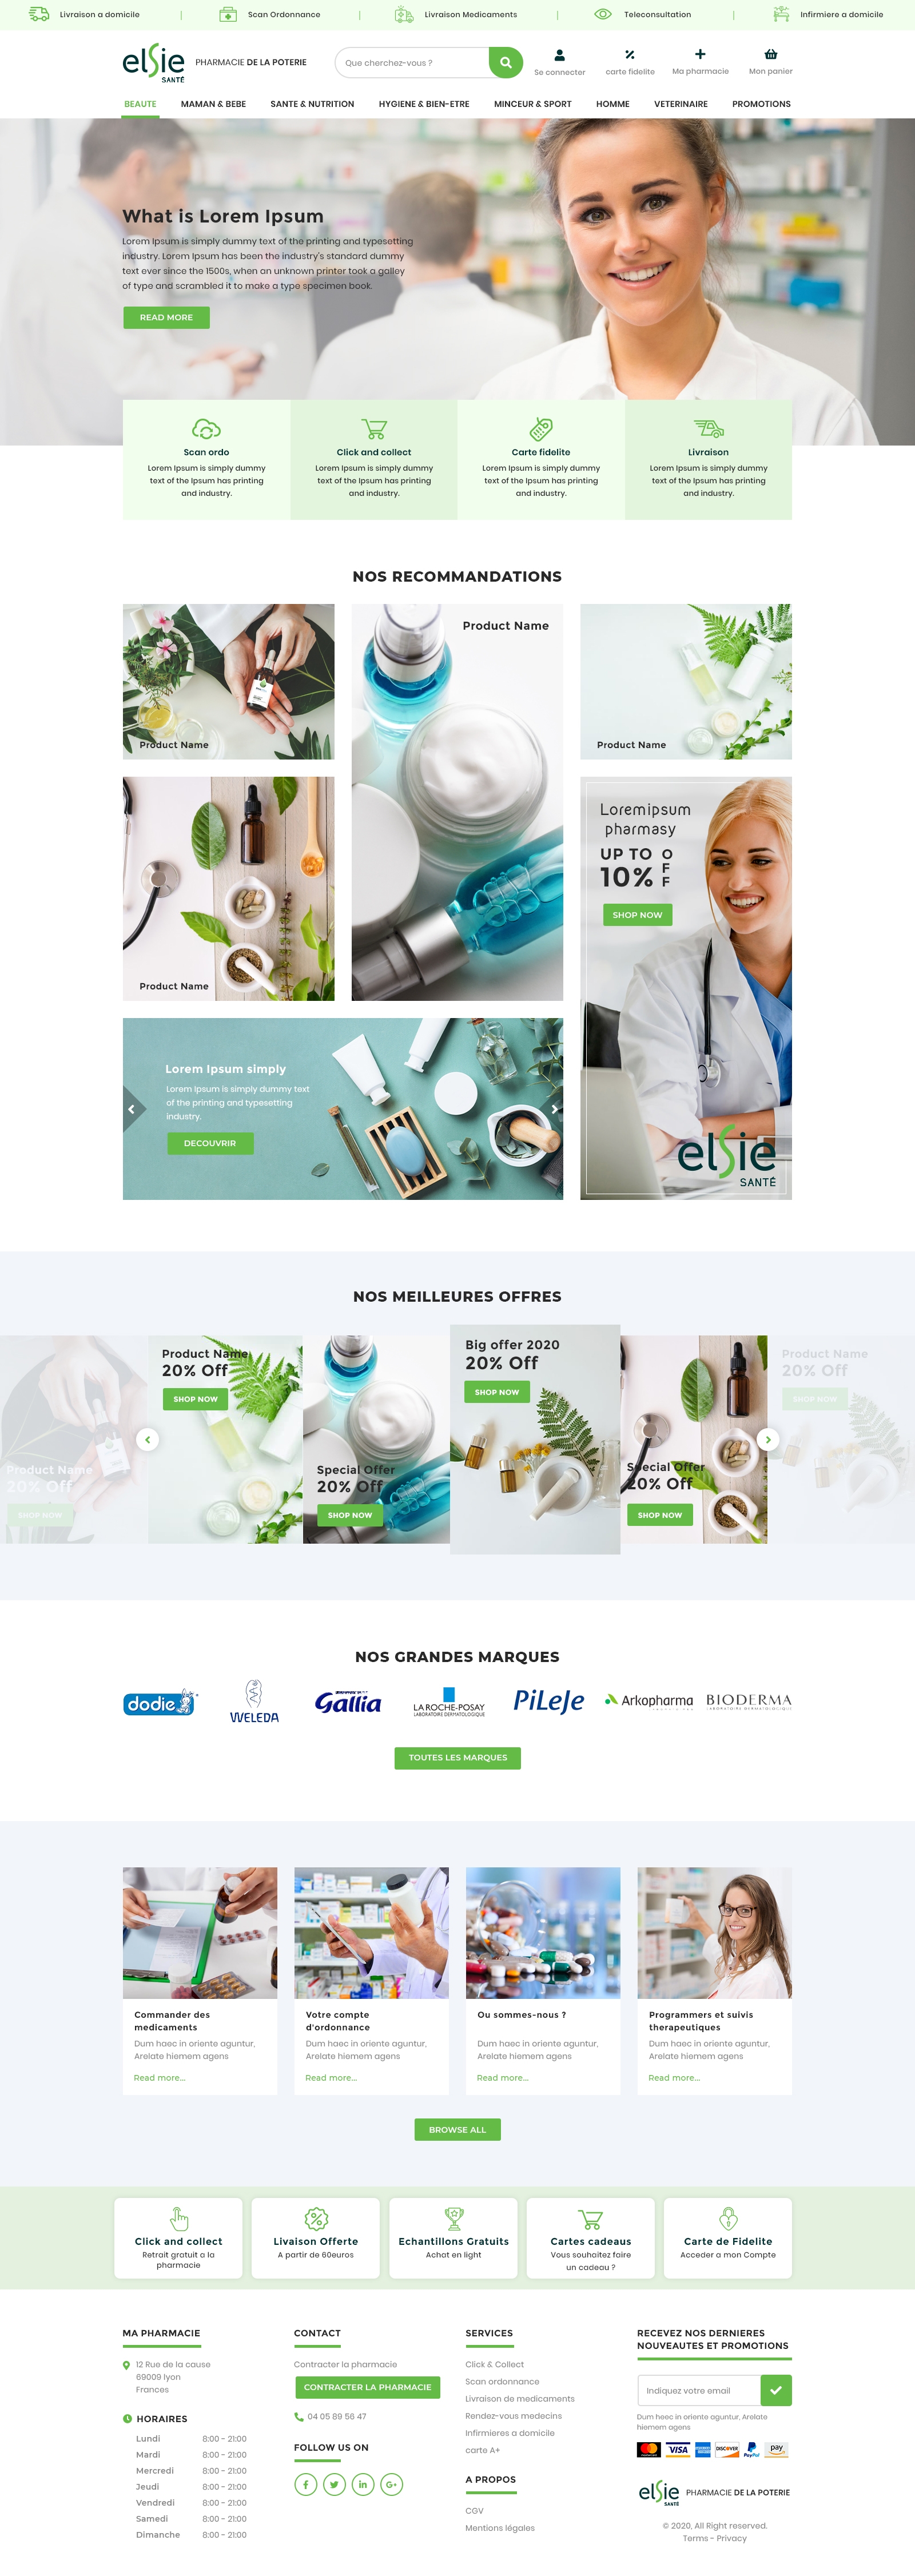 Livraison a domicile
Scan Ordonnance
Livraison Medicaments
Teleconsultation
Infirmiere a domicile
elsie
SANTÉ
PHARMACIE DE LA POTERIE
Que cherchez-vous ?
Se connecter
carte fidelite
Ma pharmacie
Mon panier
BEAUTE
MAMAN & BEBE
SANTE & NUTRITION
HYGIENE & BIEN-ETRE
MINCEUR & SPORT
HOMME
VETERINAIRE
PROMOTIONS
What is Lorem Ipsum
Lorem Ipsum is simply dummy text of the printing and typesetting
industry. Lorem Ipsum has been the industry's standard dummy
text ever since the 1500s, when an unknown printer took a galley
of type and scrambled it to make a type specimen book.
READ MORE
Scan ordo
Lorem Ipsum is simply dummy
text of the Ipsum has printing
and industry.
Click and collect
Lorem Ipsum is simply dummy
text of the Ipsum has printing
and industry.
Carte fidelite
Lorem Ipsum is simply dummy
text of the Ipsum has printing
and industry.
Livraison
Lorem Ipsum is simply dummy
text of the Ipsum has printing
and industry.
NOS RECOMMANDATIONS
Product Name
Product Name
Product Name
Product Name
Loremipsum
pharmasy
UP TO
10%
OFF
SHOP NOW
elsie
SANTÉ
Lorem Ipsum simply
Lorem Ipsum is simply dummy text
of the printing and typesetting
industry.
DECOUVRIR
NOS MEILLEURES OFFRES
Product Name
20% Off
SHOP NOW
Product Name
20% Off
SHOP NOW
Special Offer
20% Off
SHOP NOW
Big offer 2020
20% Off
SHOP NOW
Special Offer
20% Off
SHOP NOW
Product Name
20% Off
SHOP NOW
NOS GRANDES MARQUES
dodie
WELEDA
Gallia
LA ROCHE-POSAY
LABORATOIRE DERMATOLOGIQUE
PiLeJe
Arkopharma
BIODERMA
LABORATOIRE DERMATOLOGIQUE
TOUTES LES MARQUES
Commander des
medicaments
Dum haec in oriente aguntur,
Arelate hiemem agens
Read more...
Votre compte
d'ordonnance
Dum haec in oriente aguntur,
Arelate hiemem agens
Read more...
Ou sommes-nous ?
Dum haec in oriente aguntur,
Arelate hiemem agens
Read more...
Programmers et suivis
therapeutiques
Dum haec in oriente aguntur,
Arelate hiemem agens
Read more...
BROWSE ALL
Click and collect
Retrait gratuit a la
pharmacie
Livaison Offerte
A partir de 60euros
Echantillons Gratuits
Achat en light
Cartes cadeaux
Vous souhaitez faire
un cadeau ?
Carte de Fidelite
Acceder a mon Compte
MA PHARMACIE
12 Rue de la cause
69009 lyon
Frances
HORAIRES
Lundi 8:00 - 21:00
Mardi 8:00 - 21:00
Mercredi 8:00 - 21:00
Jeudi 8:00 - 21:00
Vendredi 8:00 - 21:00
Samedi 8:00 - 21:00
Dimanche 8:00 - 21:00
CONTACT
Contracter la pharmacie
CONTRACTER LA PHARMACIE
04 05 89 56 47
FOLLOW US ON
SERVICES
Click & Collect
Scan ordonnance
Livraison de medicaments
Rendez-vous medecins
Infirmieres a domicile
carte A+
A PROPOS
CGV
Mentions légales
RECEVEZ NOS DERNIERES
NOUVEAUTES ET PROMOTIONS
Indiquez votre email
Dum haec in oriente aguntur, Arelate
hiemem agens
VISA
DISCOVER
PayPal
pay
elsie
SANTÉ
PHARMACIE DE LA POTERIE
© 2020, All Right reserved.
Terms - Privacy